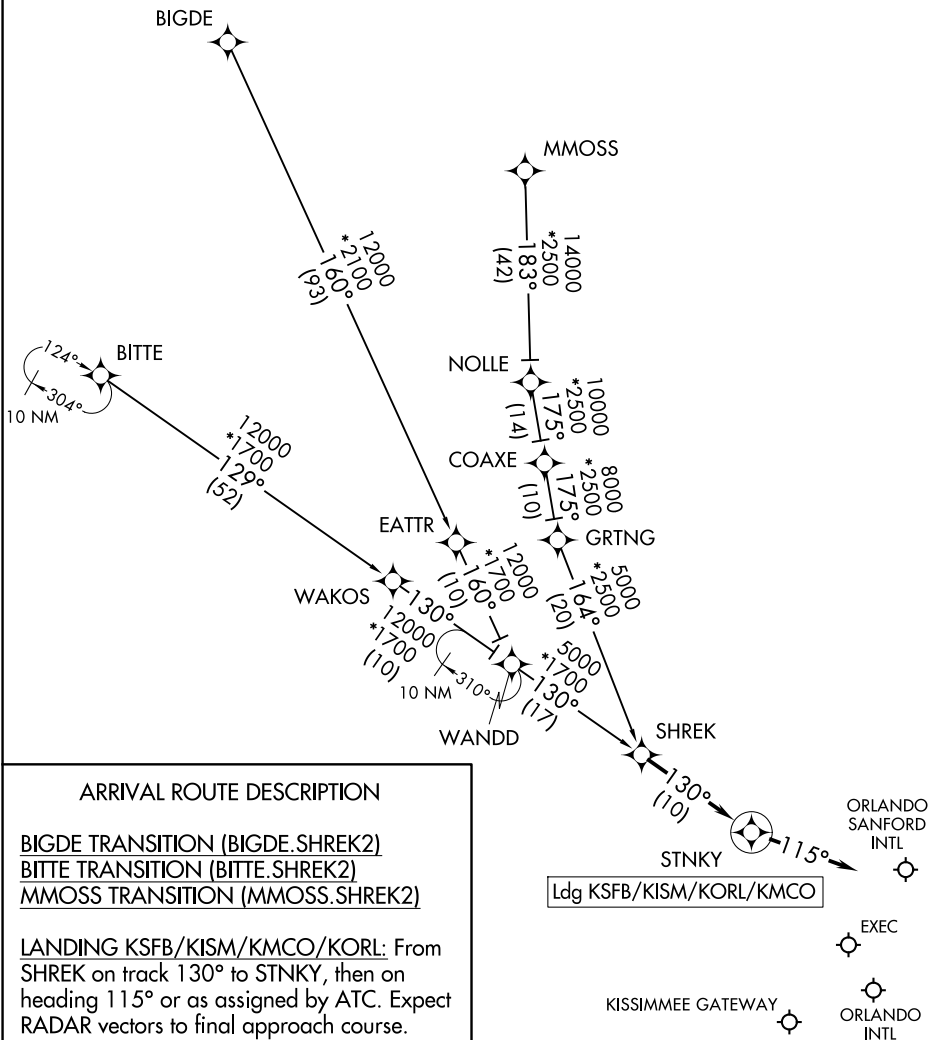 BIGDE
MMOSS
12000
*2100
160°
(93)
14000
*2500
183°
(42)
BITTE
124°
304°
10 NM
NOLLE
10000
*2500
175°
(14)
12000
*1700
129°
(52)
COAXE
8000
*2500
175°
(10)
EATTR
GRTNG
12000
*1700
160°
(10)
5000
*2500
164°
(20)
WAKOS
130°
12000
*1700
(10)
310°
10 NM
5000
*1700
130°
(17)
WANDD
SHREK
130°
(10)
STNKY
115°
ORLANDO
SANFORD
INTL
Ldg KSFB/KISM/KORL/KMCO
EXEC
KISSIMMEE GATEWAY
ORLANDO
INTL
ARRIVAL ROUTE DESCRIPTION
BIGDE TRANSITION (BIGDE.SHREK2)
BITTE TRANSITION (BITTE.SHREK2)
MMOSS TRANSITION (MMOSS.SHREK2)
LANDING KSFB/KISM/KMCO/KORL: From
SHREK on track 130° to STNKY, then on
heading 115° or as assigned by ATC. Expect
RADAR vectors to final approach course.